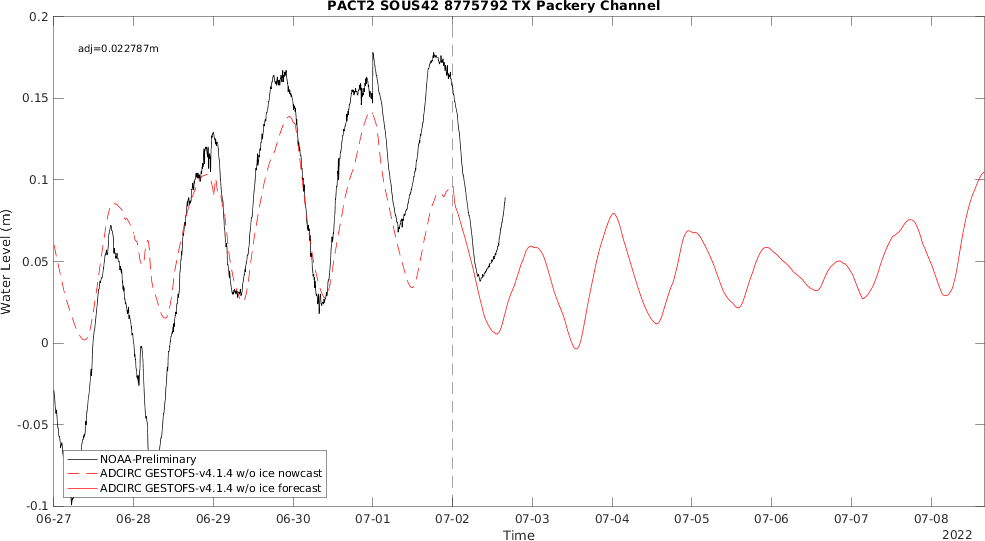 PACT2 SOUS42 8775792 TX Packery Channel
adj=0.022787m
Water Level (m)
0.2
0.15
0.1
0.05
0
-0.05
-0.1
NOAA-Preliminary
ADCIRC GESTOFS-v4.1.4 w/o ice nowcast
ADCIRC GESTOFS-v4.1.4 w/o ice forecast
06-27 06-28 06-29 06-30 07-01 07-02 07-03 07-04 07-05 07-06 07-07 07-08
Time
2022